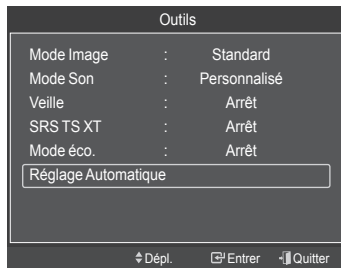 Outils
Mode Image : Standard
Mode Son : Personnalisé
Veille : Arrêt
SRS TS XT : Arrêt
Mode éco. : Arrêt
Réglage Automatique
Dépl. Entrer Quitter